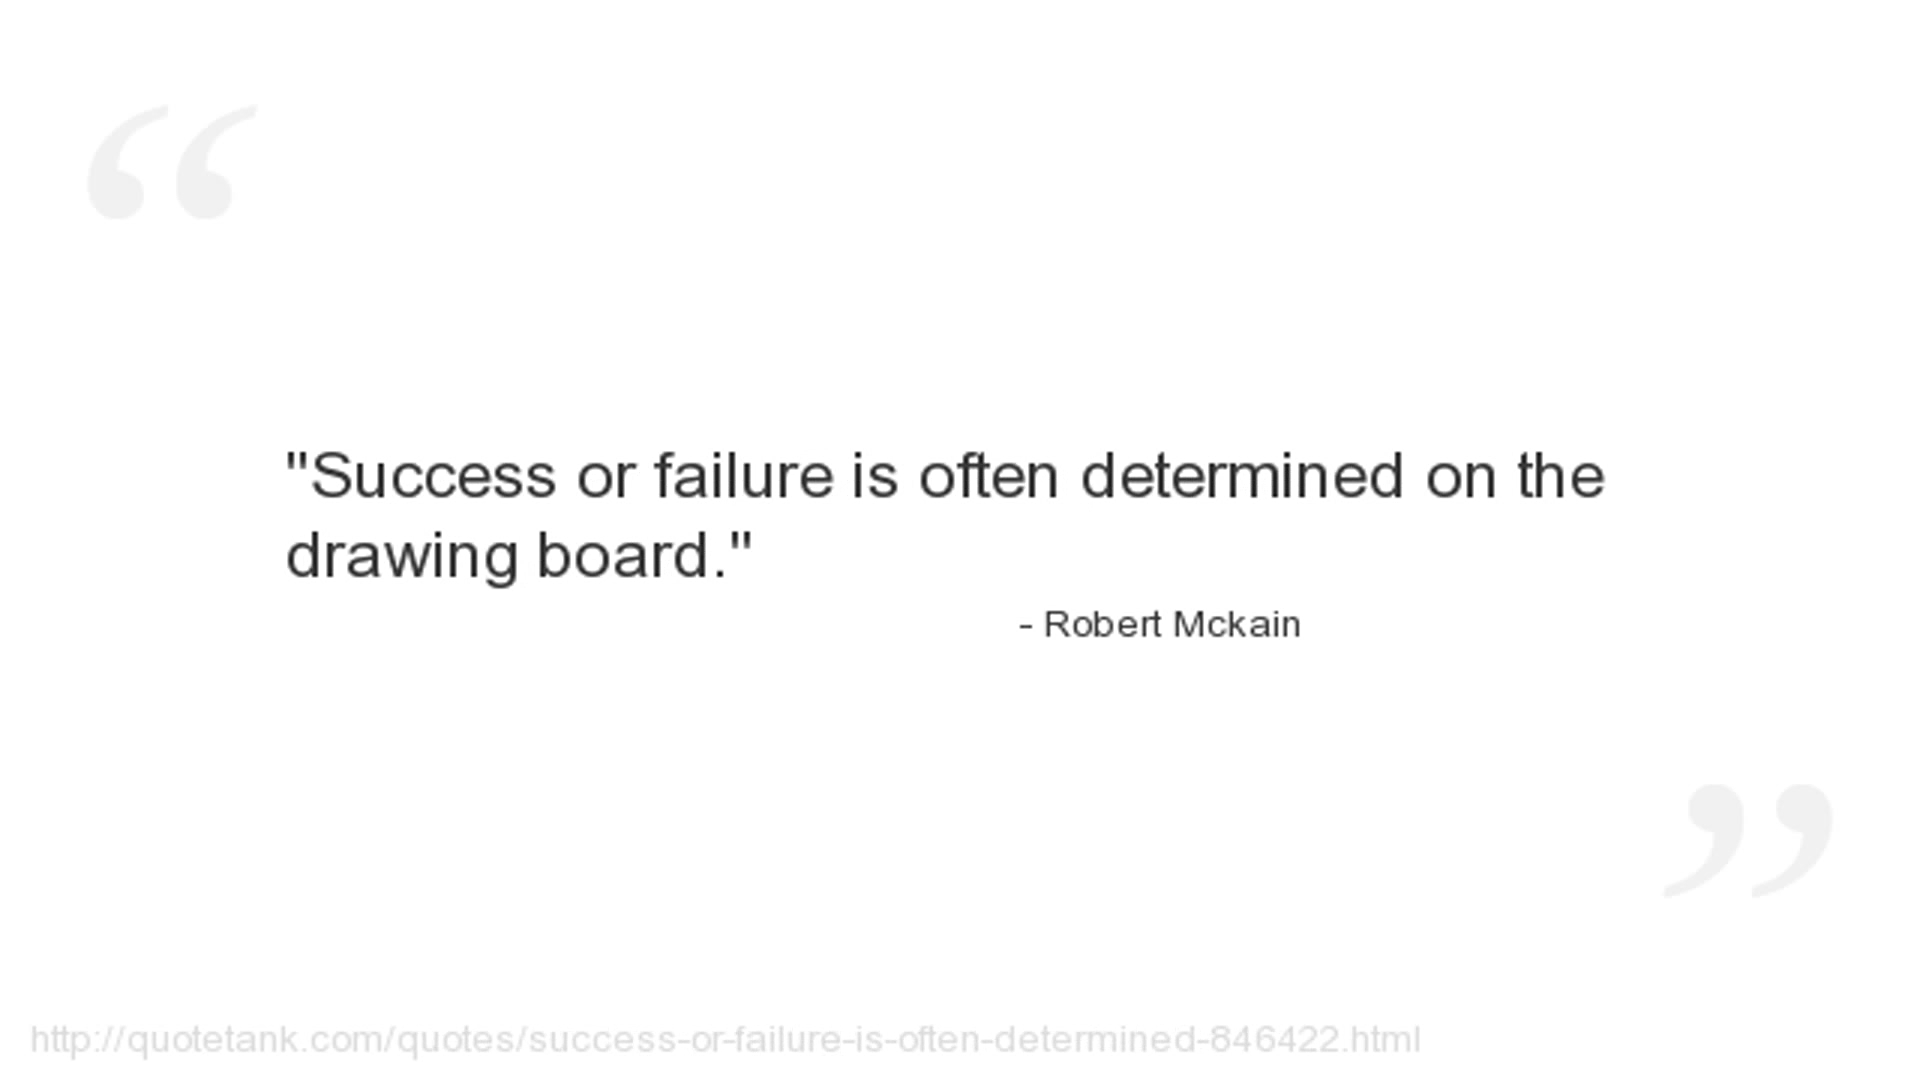 "Success or failure is often determined on the
drawing board."
- Robert Mckain
http://quotetank.com/quotes/success-or-failure-is-often-determined-846422.html